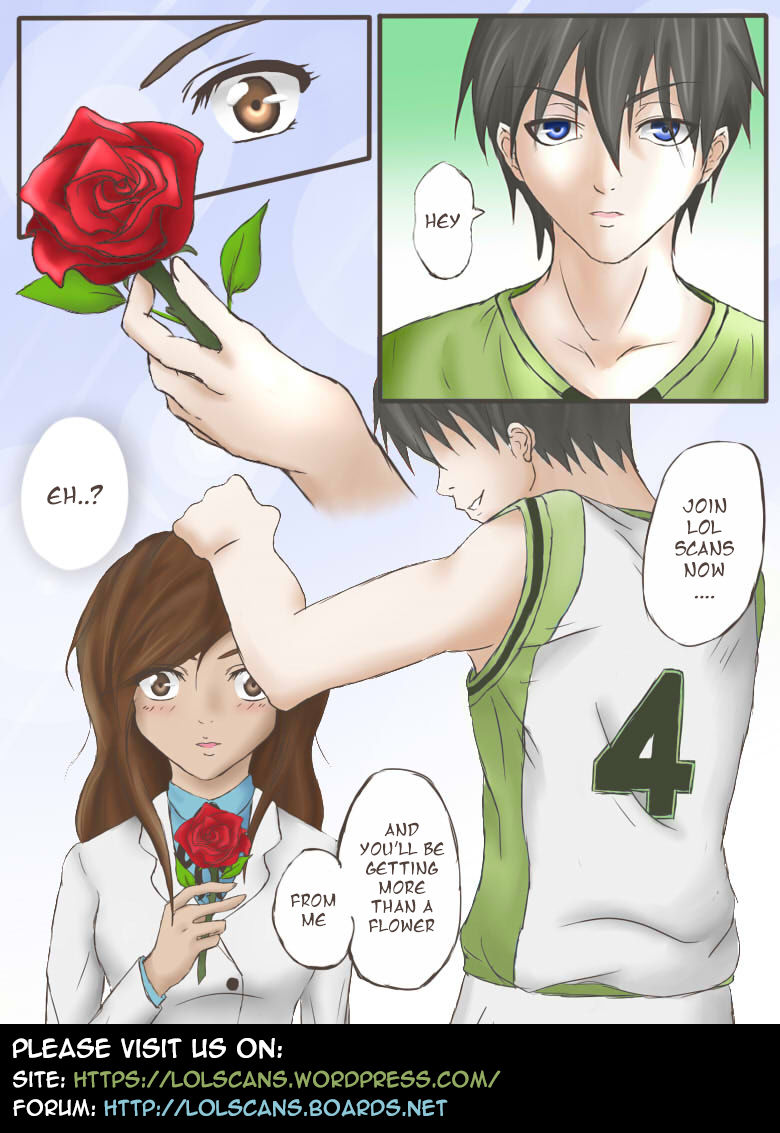 HEY
EH..?
JOIN
LOL
SCANS
NOW
....
4
AND
YOU'LL BE
GETTING
MORE
THAN A
FLOWER
FROM
ME
PLEASE VISIT US ON:
SITE: HTTPS://LOLSCANS.WORDPRESS.COM/
FORUM: HTTP://LOLSCANS.BOARDS.NET